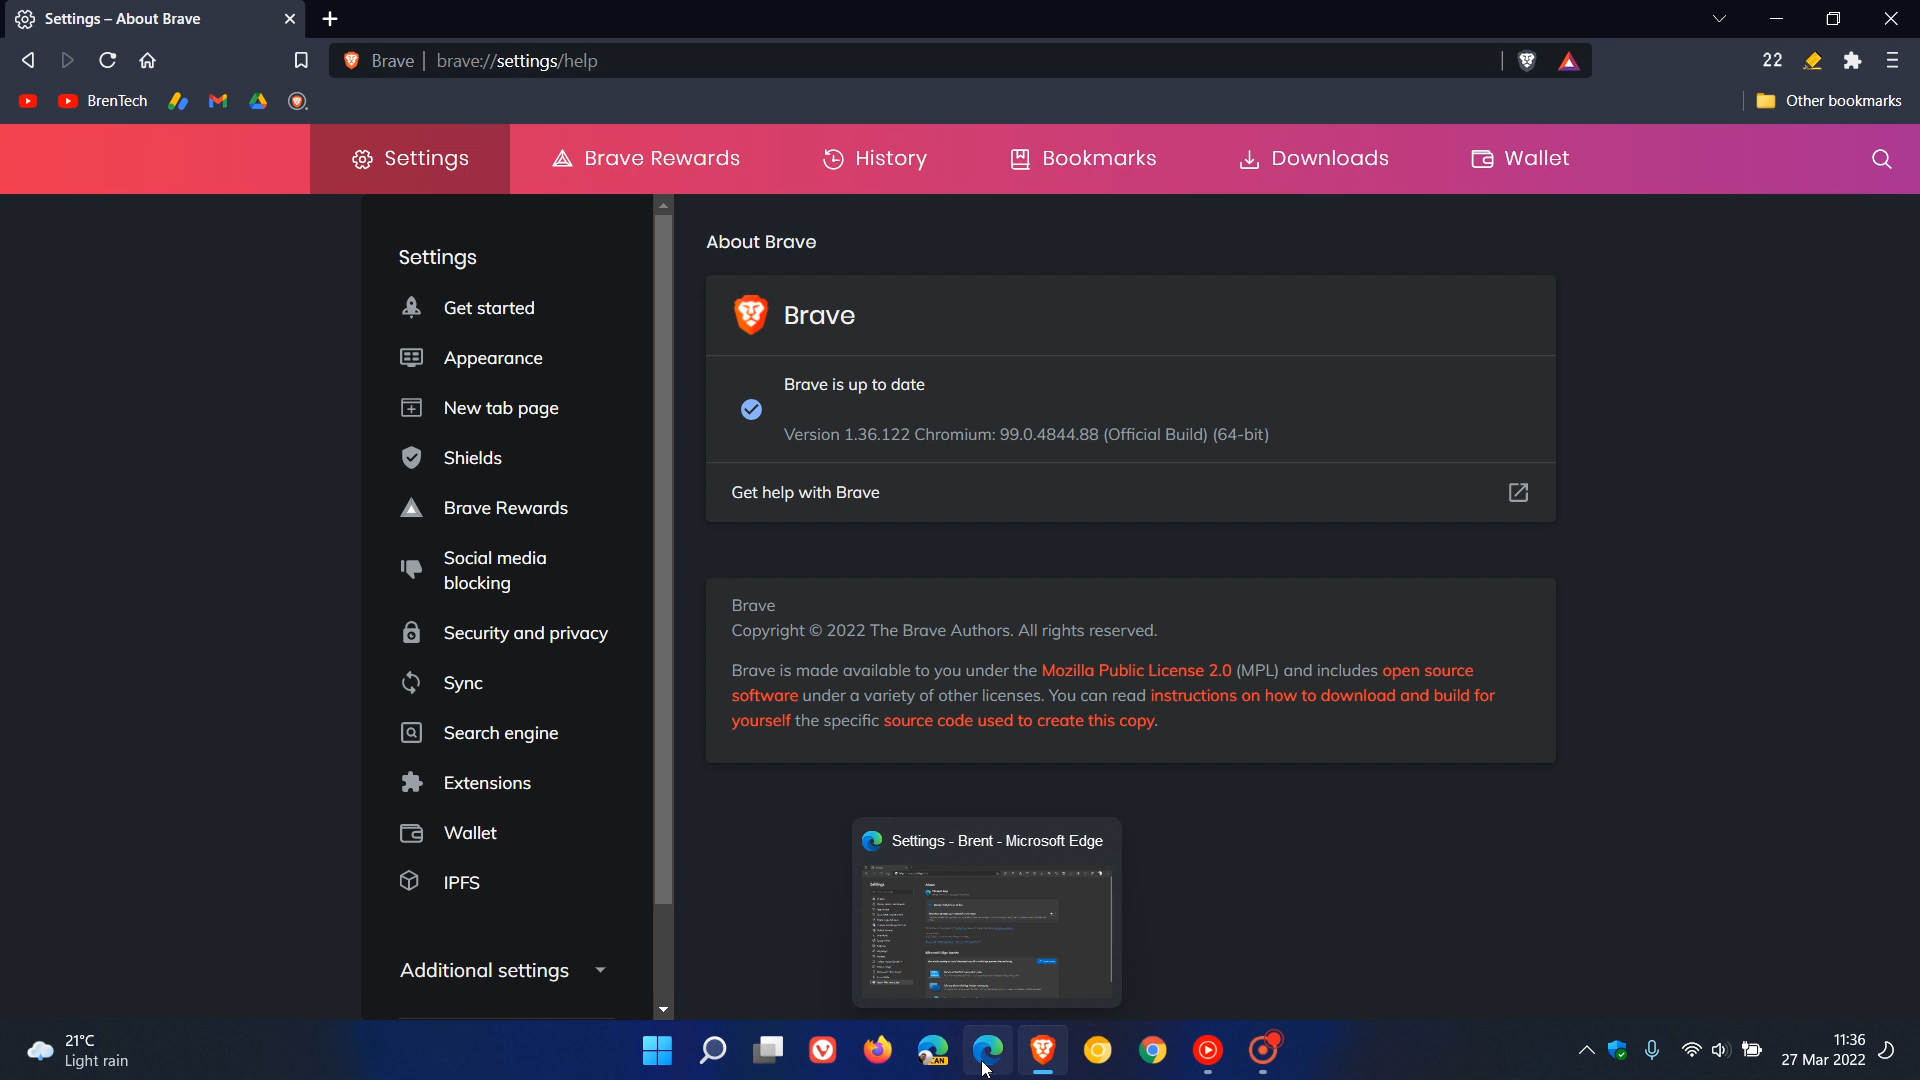 Settings – About Brave
Brave | brave://settings/help
22
BrenTech
Other bookmarks
Settings
Brave Rewards
History
Bookmarks
Downloads
Wallet
Settings
Get started
Appearance
New tab page
Shields
Brave Rewards
Social media
blocking
Security and privacy
Sync
Search engine
Extensions
Wallet
IPFS
Additional settings
About Brave
Brave
Brave is up to date
Version 1.36.122 Chromium: 99.0.4844.88 (Official Build) (64-bit)
Get help with Brave
Brave
Copyright © 2022 The Brave Authors. All rights reserved.
Brave is made available to you under the Mozilla Public License 2.0 (MPL) and includes open source
software under a variety of other licenses. You can read instructions on how to download and build for
yourself the specific source code used to create this copy.
Settings - Brent - Microsoft Edge
Settings
21°C
Light rain
CAN
11:36
27 Mar 2022